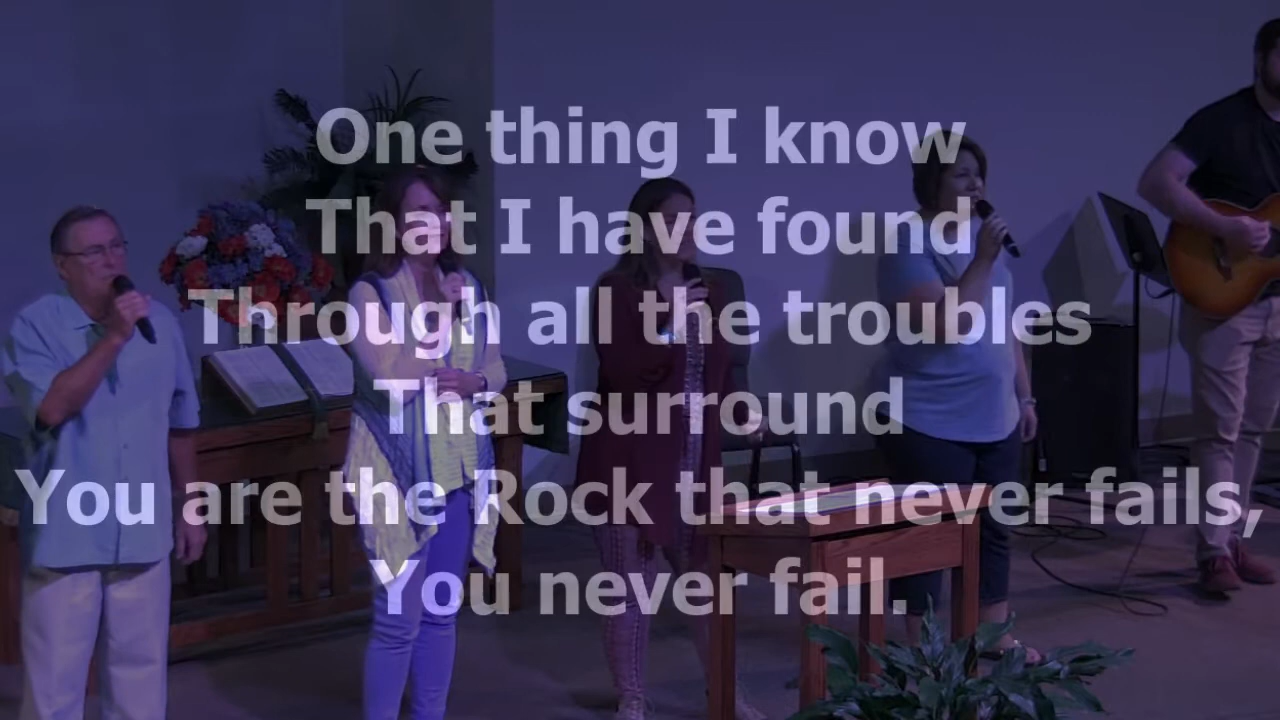 One thing I know
That I have found
Through all the troubles
That surround
You are the Rock that never fails,
You never fail.